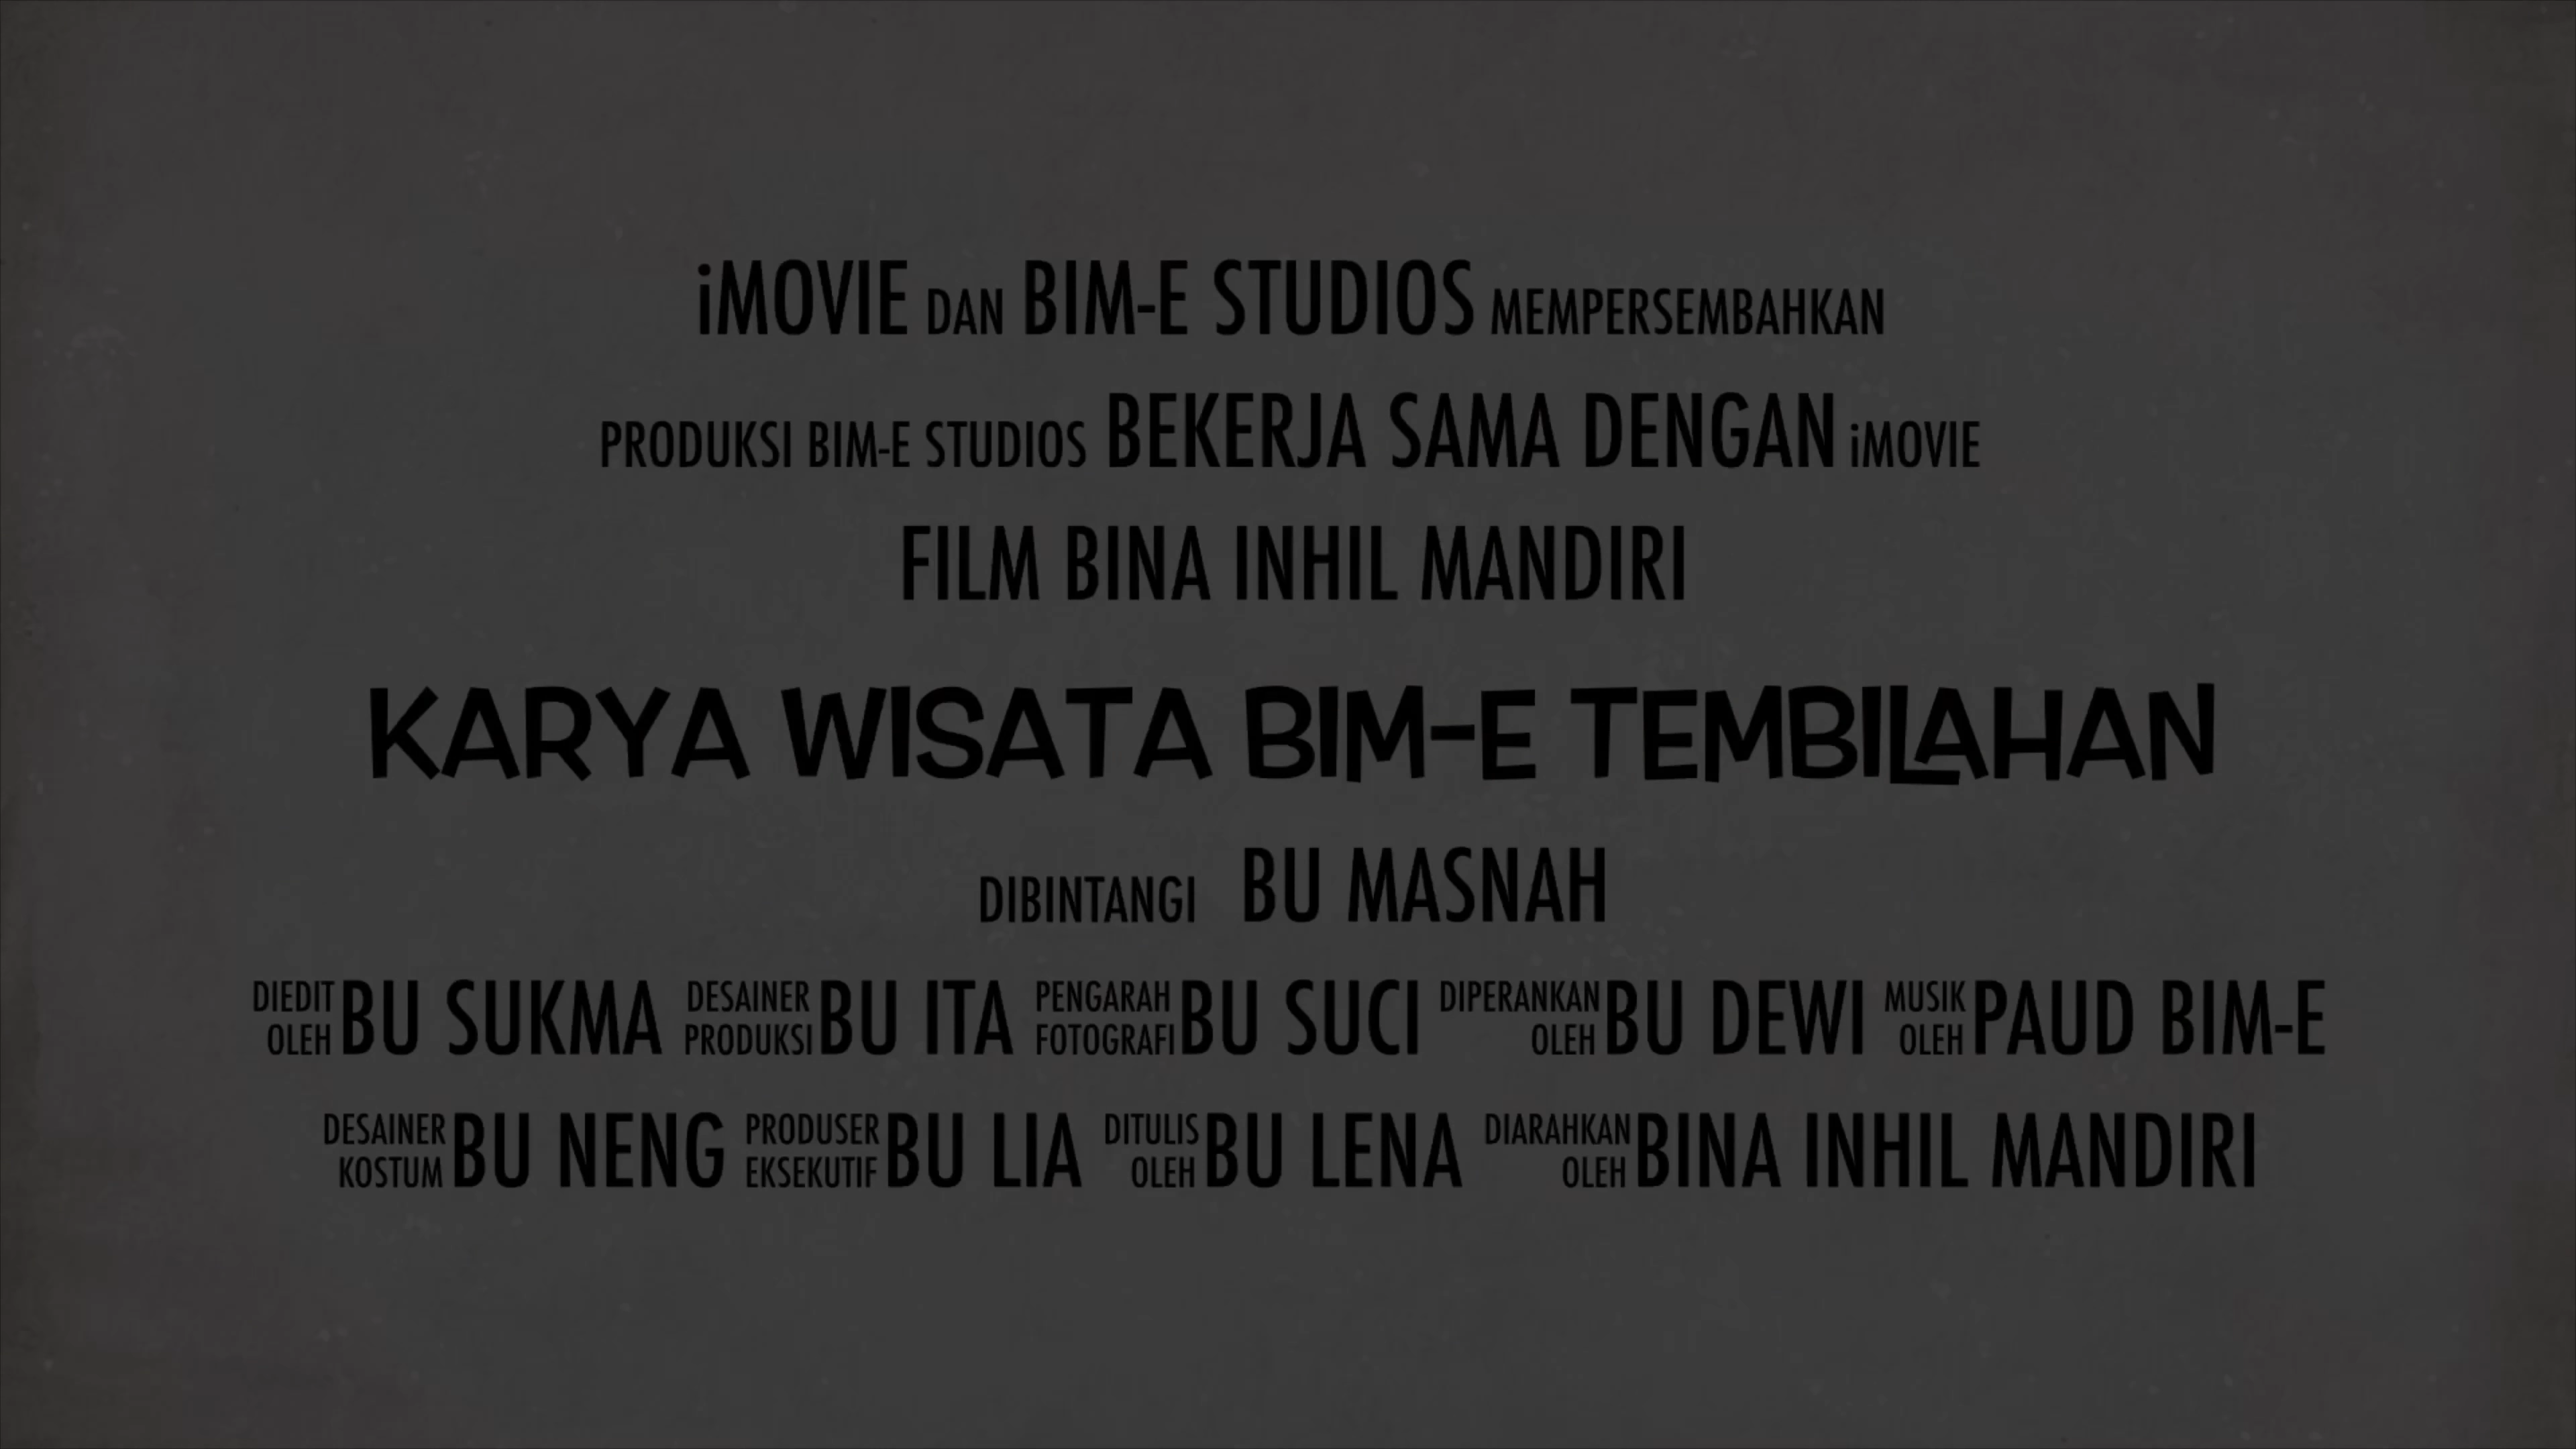 iMOVIE DAN BIM-E STUDIOS MEMPERSEMBAHKAN
PRODUKSI BIM-E STUDIOS BEKERJA SAMA DENGAN iMOVIE
FILM BINA INHIL MANDIRI
KARYA WISATA BIM-E TEMBILAHAN
DIBINTANGI BU MASNAH
DIEDIT OLEH BU SUKMA DESAINER PRODUKSI BU ITA PENGARAH FOTOGRAFI BU SUCI DIPERANKAN OLEH BU DEWI MUSIK OLEH PAUD BIM-E
DESAINER KOSTUM BU NENG PRODUSER EKSEKUTIF BU LIA DITULIS OLEH BU LENA DIARAHKAN OLEH BINA INHIL MANDIRI